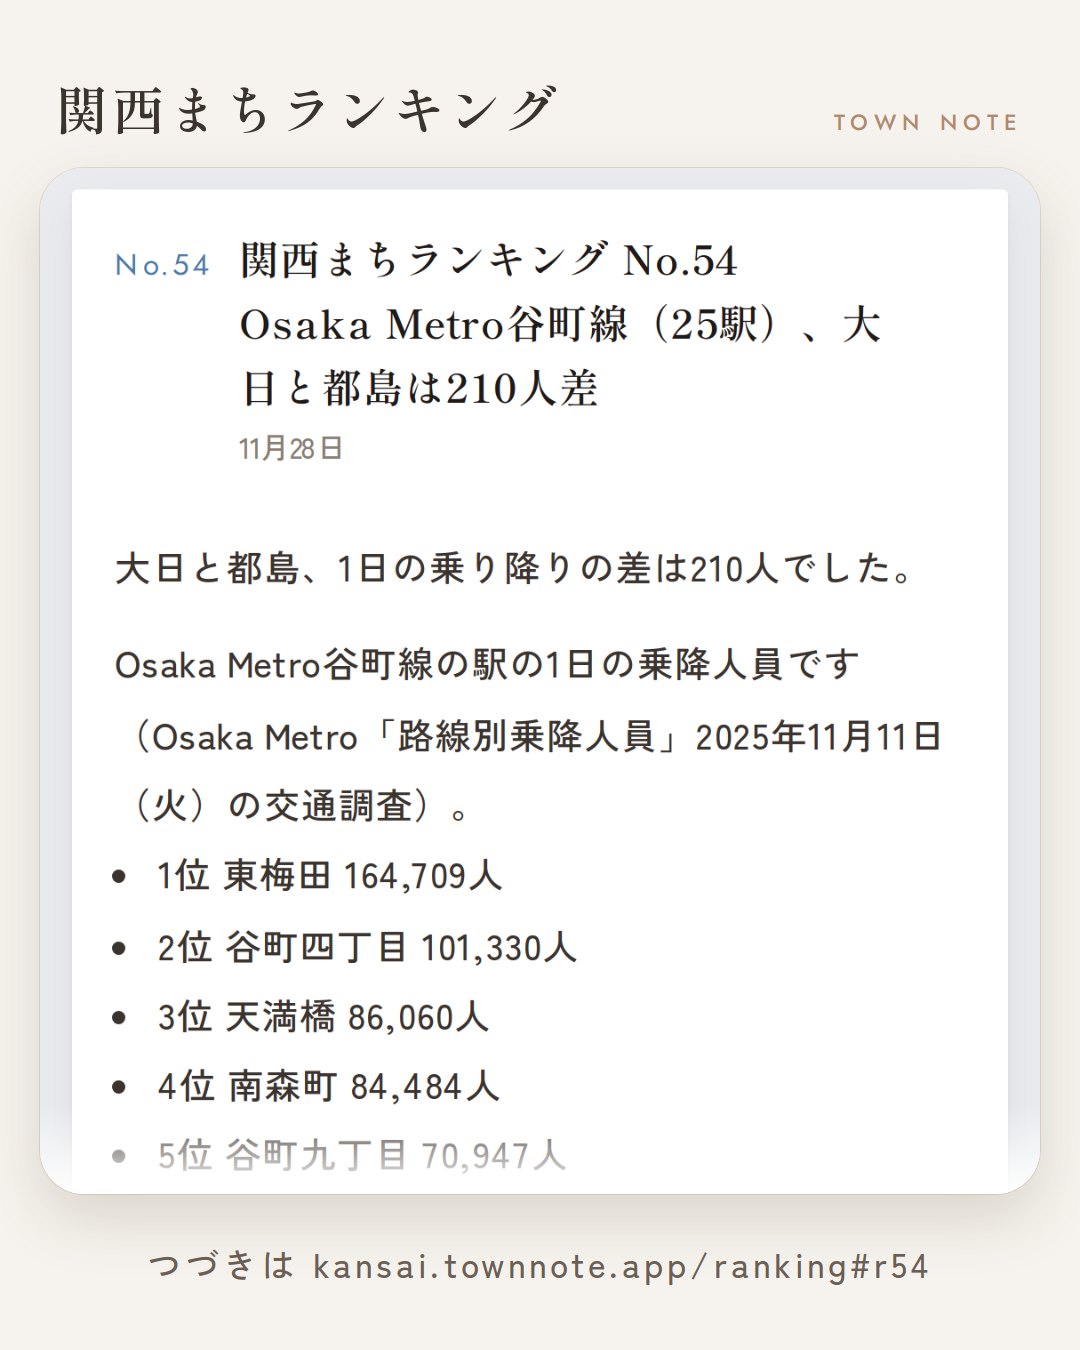 関西まちランキング
TOWN NOTE
No.54
関西まちランキング No.54
Osaka Metro谷町線（25駅）、大
日と都島は210人差
11月28日
大日と都島、1日の乗り降りの差は210人でした。
Osaka Metro谷町線の駅の1日の乗降人員です
（Osaka Metro「路線別乗降人員」2025年11月11日
（火）の交通調査）。
• 1位 東梅田 164,709人
• 2位 谷町四丁目 101,330人
• 3位 天満橋 86,060人
• 4位 南森町 84,484人
• 5位 谷町九丁目 70,947人
つづきは kansai.townnote.app/ranking#r54